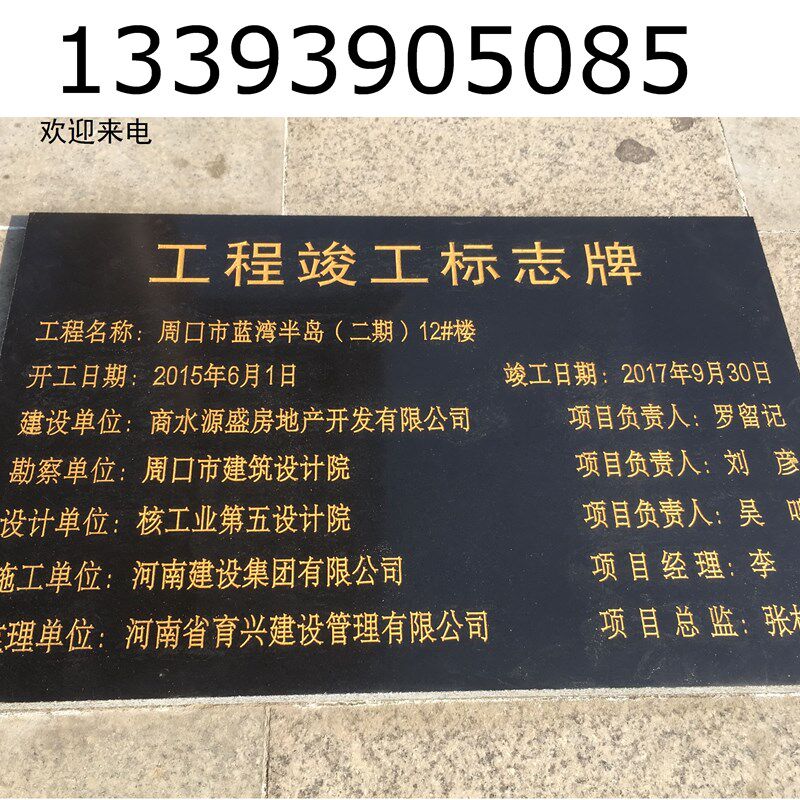 13393905085
欢迎来电
工程竣工标志牌
工程名称：周口市蓝湾半岛（二期）12#楼
开工日期：2015年6月1日 竣工日期：2017年9月30日
建设单位：商水源盛房地产开发有限公司 项目负责人：罗留记
勘察单位：周口市建筑设计院 项目负责人：刘 彦
设计单位：核工业第五设计院 项目负责人：吴
施工单位：河南建设集团有限公司 项目经理：李
监理单位：河南省育兴建设管理有限公司 项目总监：张